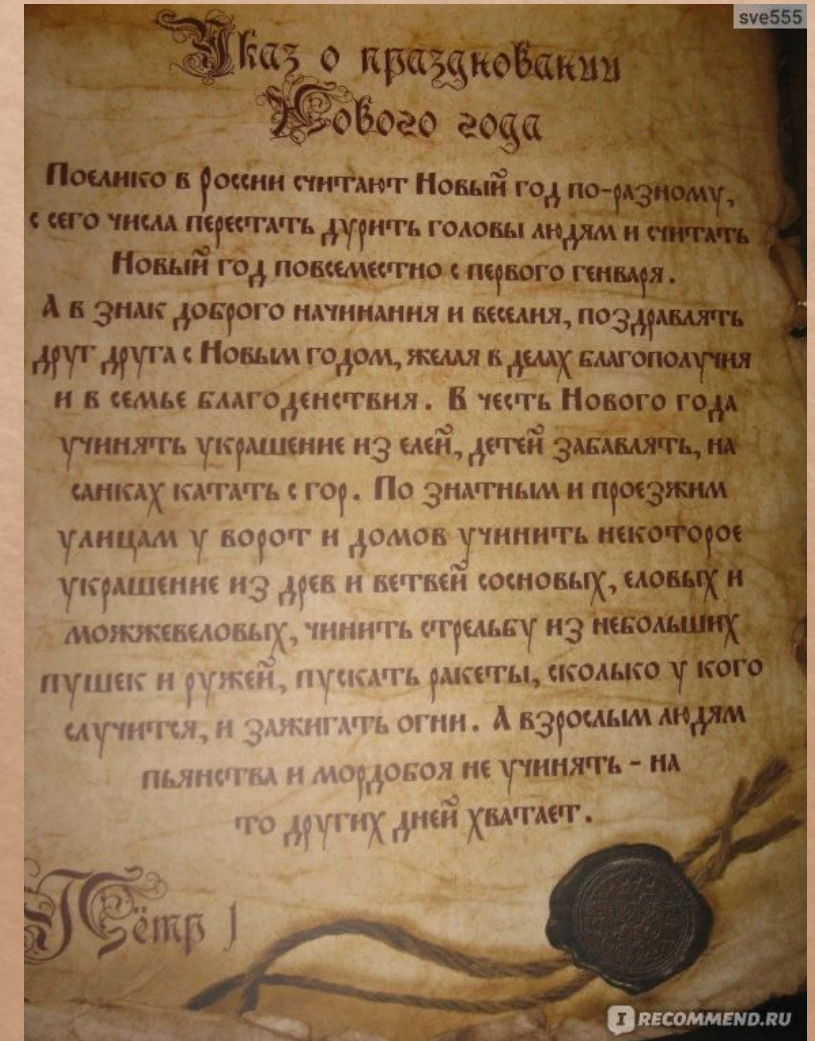 sve555
Указ о праздновании
Нового года
Поелико в России считают Новый год по-разному,
с сего числа перестать дурить головы людям и считать
Новый год повсеместно с первого генваря.
А в знак доброго начинания и веселия, поздравлять
друг друга с Новым годом, желая в делах благополучия
и в семье благоденствия. В честь Нового года
учинять украшение из елей, детей забавлять, на
санках катать с гор. По знатным и проезжим
улицам у ворот и домов учинить некоторое
украшение из древ и ветвей сосновых, еловых и
можжевеловых, чинить стрельбу из небольших
пушек и ружей, пускать ракеты, сколько у кого
случится, и зажигать огни. А взрослым людям
пьянства и мордобоя не учинять - на
то других дней хватает.
Пётр I
I RECOMMEND.RU